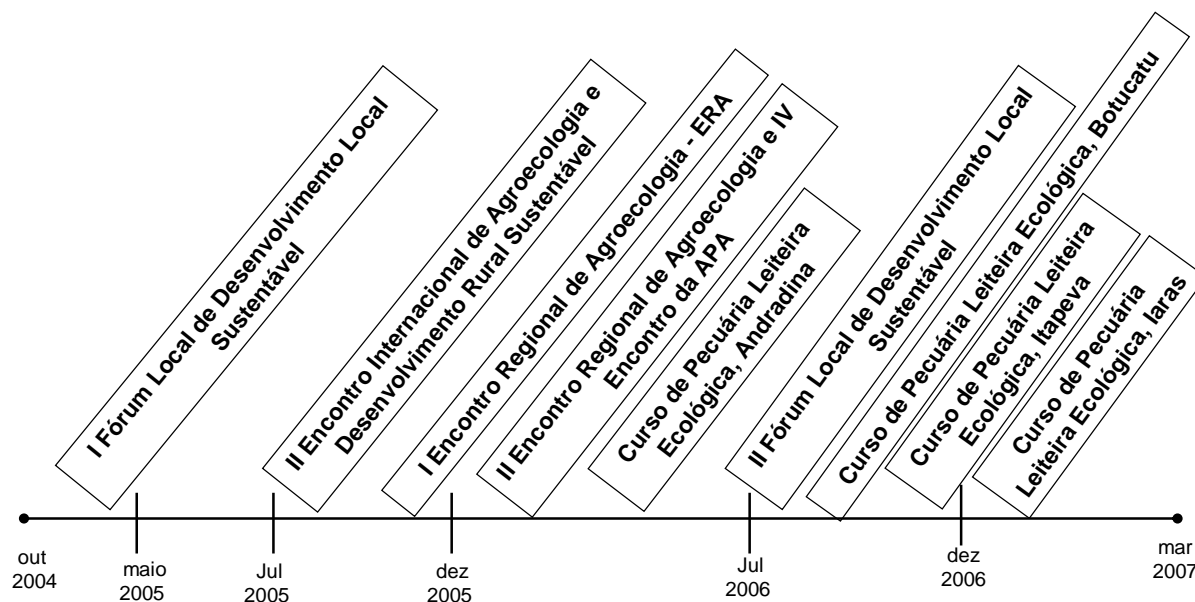 I Fórum Local de Desenvolvimento Local
Sustentável
II Encontro Internacional de Agroecologia e
Desenvolvimento Rural Sustentável
I Encontro Regional de Agroecologia - ERA
II Encontro Regional de Agroecologia e IV
Encontro da APA
Curso de Pecuária Leiteira
Ecológica, Andradina
II Fórum Local de Desenvolvimento Local
Sustentável
Curso de Pecuária Leiteira Ecológica, Botucatu
Curso de Pecuária Leiteira
Ecológica, Itapeva
Curso de Pecuária
Leiteira Ecológica, Iaras
out
2004
maio
2005
Jul
2005
dez
2005
Jul
2006
dez
2006
mar
2007